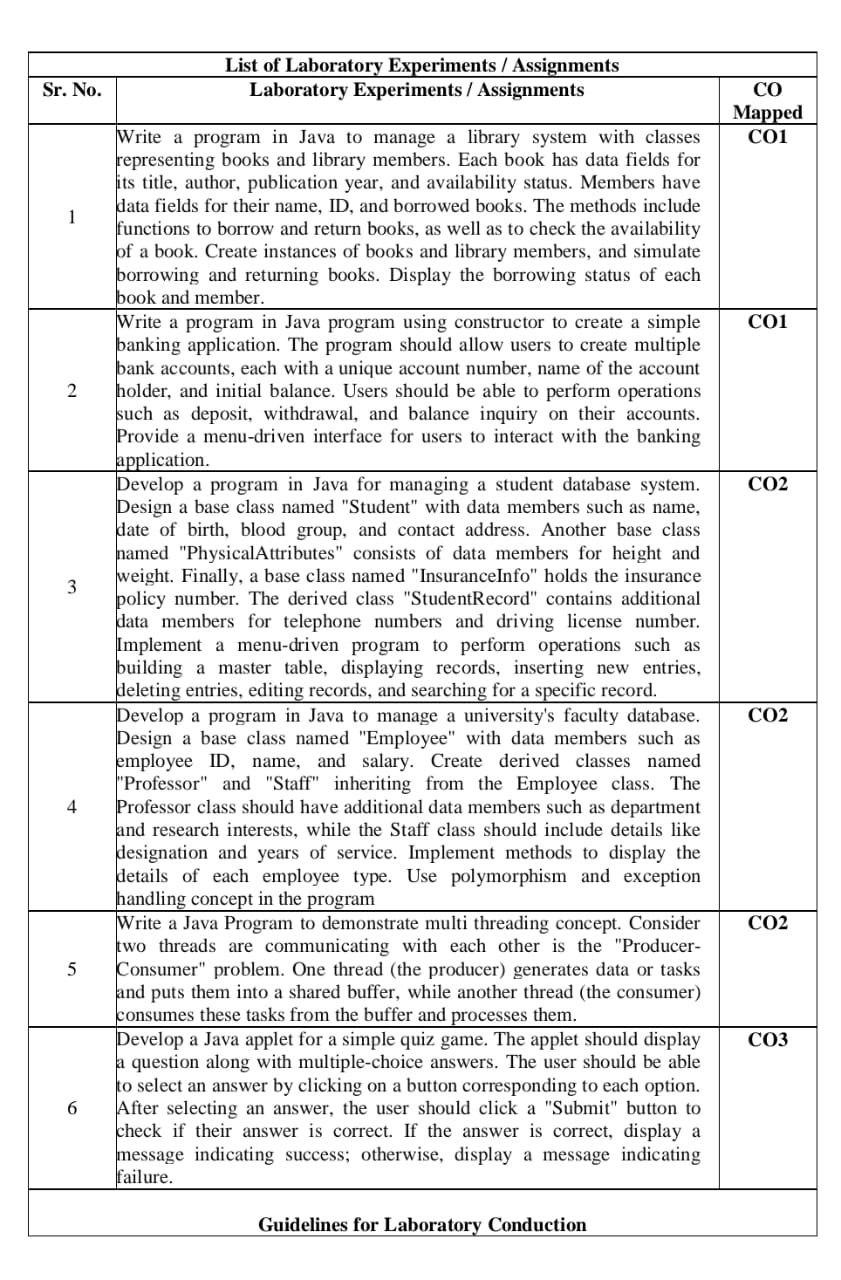 List of Laboratory Experiments / Assignments
Sr. No. Laboratory Experiments / Assignments CO
Mapped
Write a program in Java to manage a library system with classes CO1
representing books and library members. Each book has data fields for
its title, author, publication year, and availability status. Members have
data fields for their name, ID, and borrowed books. The methods include
1
functions to borrow and return books, as well as to check the availability
of a book. Create instances of books and library members, and simulate
borrowing and returning books. Display the borrowing status of each
book and member.
Write a program in Java program using constructor to create a simple CO1
banking application. The program should allow users to create multiple
bank accounts, each with a unique account number, name of the account
2 holder, and initial balance. Users should be able to perform operations
such as deposit, withdrawal, and balance inquiry on their accounts.
Provide a menu-driven interface for users to interact with the banking
application.
Develop a program in Java for managing a student database system. CO2
Design a base class named "Student" with data members such as name,
date of birth, blood group, and contact address. Another base class
named "PhysicalAttributes" consists of data members for height and
weight. Finally, a base class named "InsuranceInfo" holds the insurance
3
policy number. The derived class "StudentRecord" contains additional
data members for telephone numbers and driving license number.
Implement a menu-driven program to perform operations such as
building a master table, displaying records, inserting new entries,
deleting entries, editing records, and searching for a specific record.
Develop a program in Java to manage a university's faculty database. CO2
Design a base class named "Employee" with data members such as
employee ID, name, and salary. Create derived classes named
"Professor" and "Staff" inheriting from the Employee class. The
4 Professor class should have additional data members such as department
and research interests, while the Staff class should include details like
designation and years of service. Implement methods to display the
details of each employee type. Use polymorphism and exception
handling concept in the program
Write a Java Program to demonstrate multi threading concept. Consider CO2
two threads are communicating with each other is the "Producer-
5 Consumer" problem. One thread (the producer) generates data or tasks
and puts them into a shared buffer, while another thread (the consumer)
consumes these tasks from the buffer and processes them.
Develop a Java applet for a simple quiz game. The applet should display CO3
a question along with multiple-choice answers. The user should be able
to select an answer by clicking on a button corresponding to each option.
6 After selecting an answer, the user should click a "Submit" button to
check if their answer is correct. If the answer is correct, display a
message indicating success; otherwise, display a message indicating
failure.
Guidelines for Laboratory Conduction